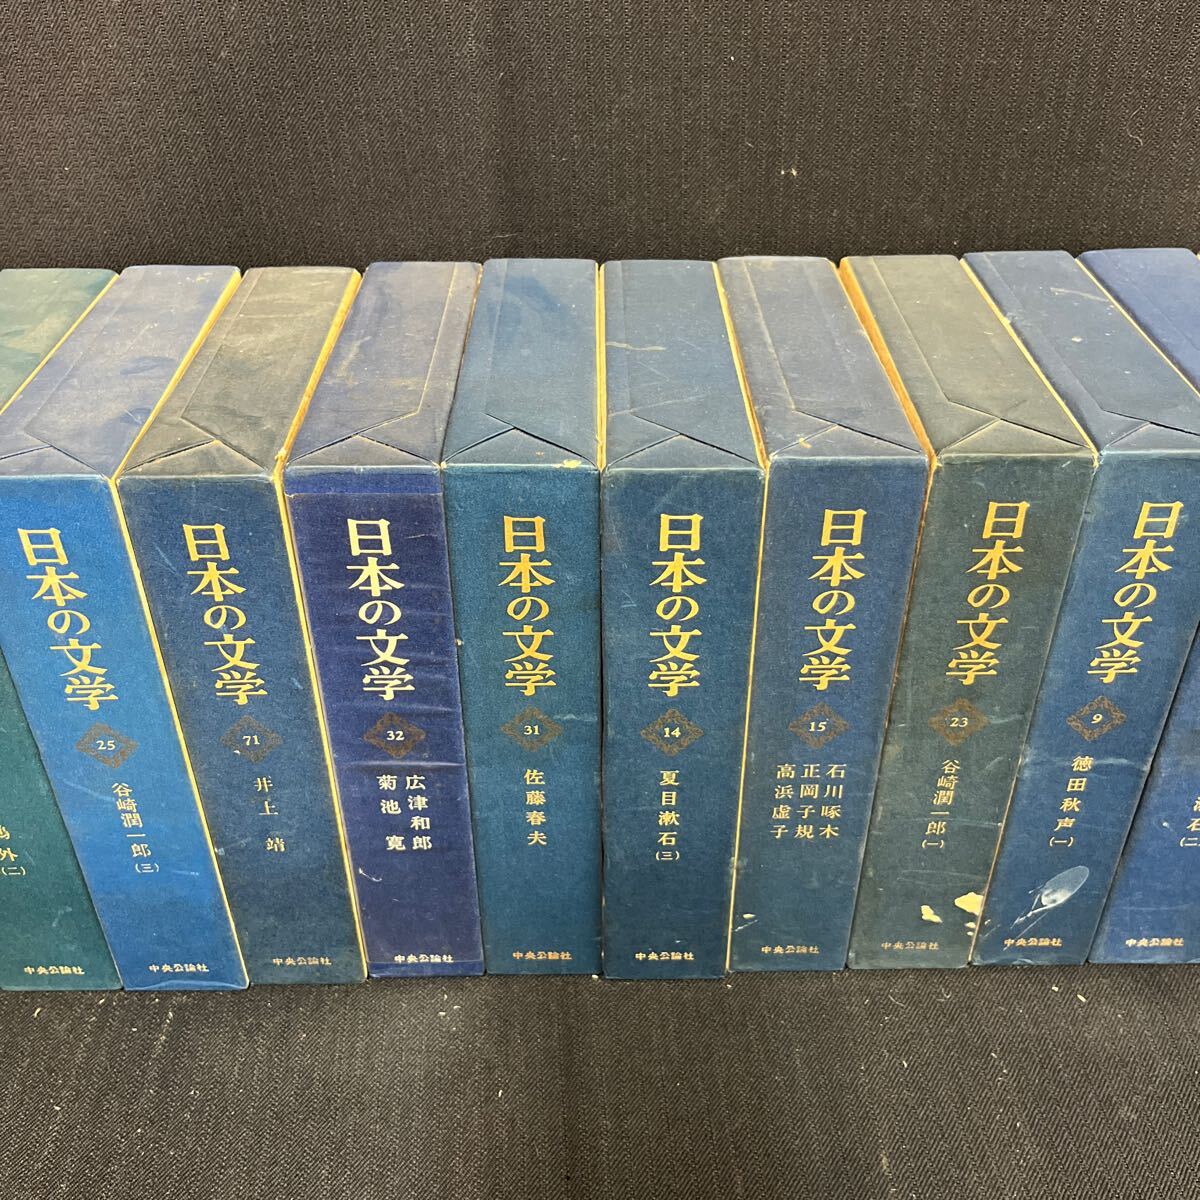 外
(二)
日本の文学
25
谷崎潤一郎
(三)
中央公論社
日本の文学
71
井上靖
中央公論社
日本の文学
32
広津和郎
菊池寛
中央公論社
日本の文学
31
佐藤春夫
中央公論社
日本の文学
14
夏目漱石
(三)
中央公論社
日本の文学
15
石川啄木
正岡子規
高浜虚子
中央公論社
日本の文学
23
谷崎潤一郎
(一)
中央公論社
日本の文学
9
徳田秋声
(一)
中央公論社
石
中央公論社